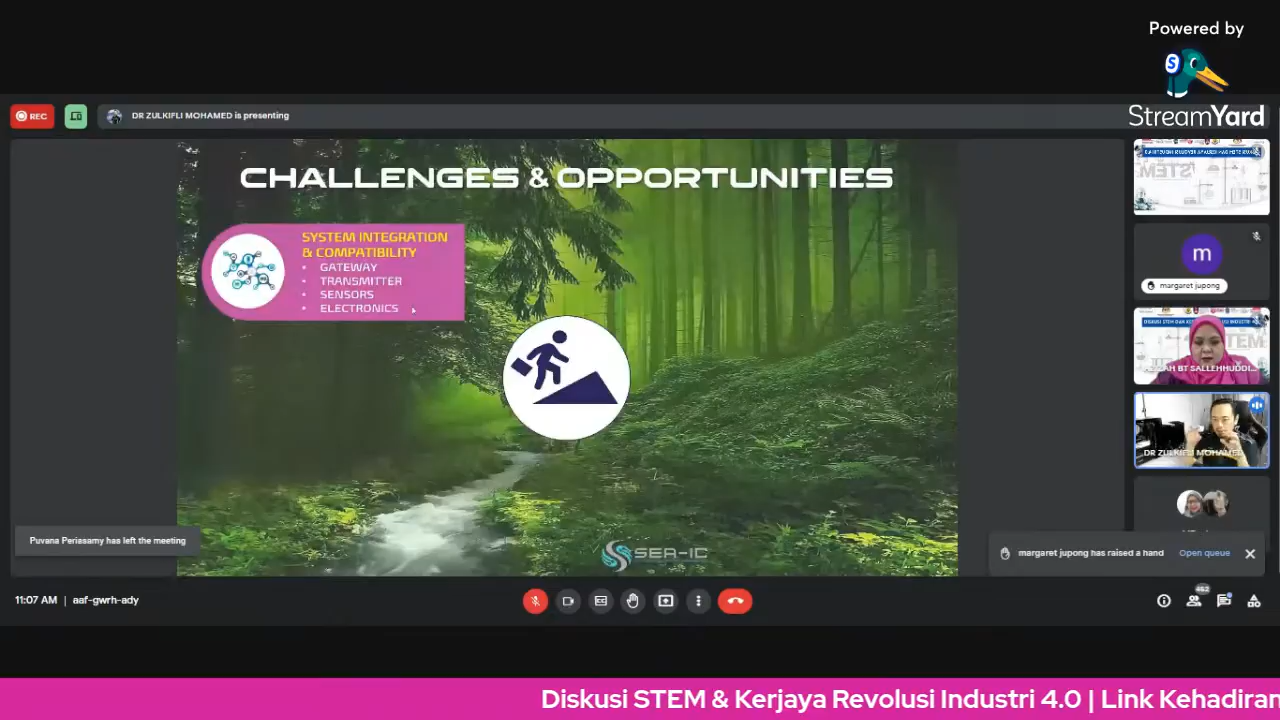 Powered by
StreamYard
REC
DR ZULKIFLI MOHAMED is presenting
CHALLENGES & OPPORTUNITIES
SYSTEM INTEGRATION
& COMPATIBILITY
• GATEWAY
• TRANSMITTER
• SENSORS
• ELECTRONICS
SEA-IC
STEM
m
margaret jupong
DR ZULKIFLI MOHAMED
Puvana Periasamy has left the meeting
margaret jupong has raised a hand
Open queue
11:07 AM | aaf-gwrh-ady
Diskusi STEM & Kerjaya Revolusi Industri 4.0 | Link Kehadiran